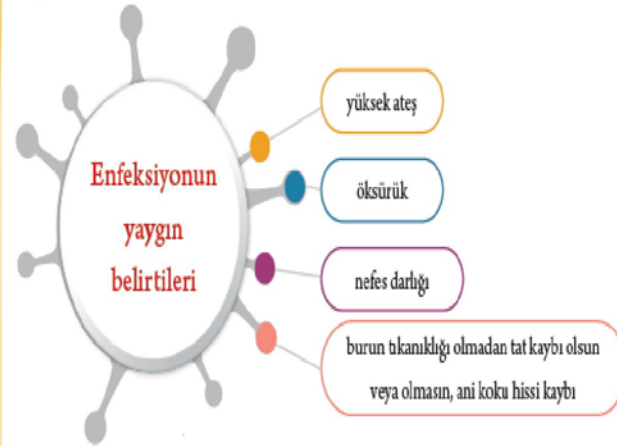 Enfeksiyonun
yaygın
belirtileri
yüksek ateş
öksürük
nefes darlığı
burun tıkanıklığı olmadan tat kaybı olsun
veya olmasın, ani koku hissi kaybı